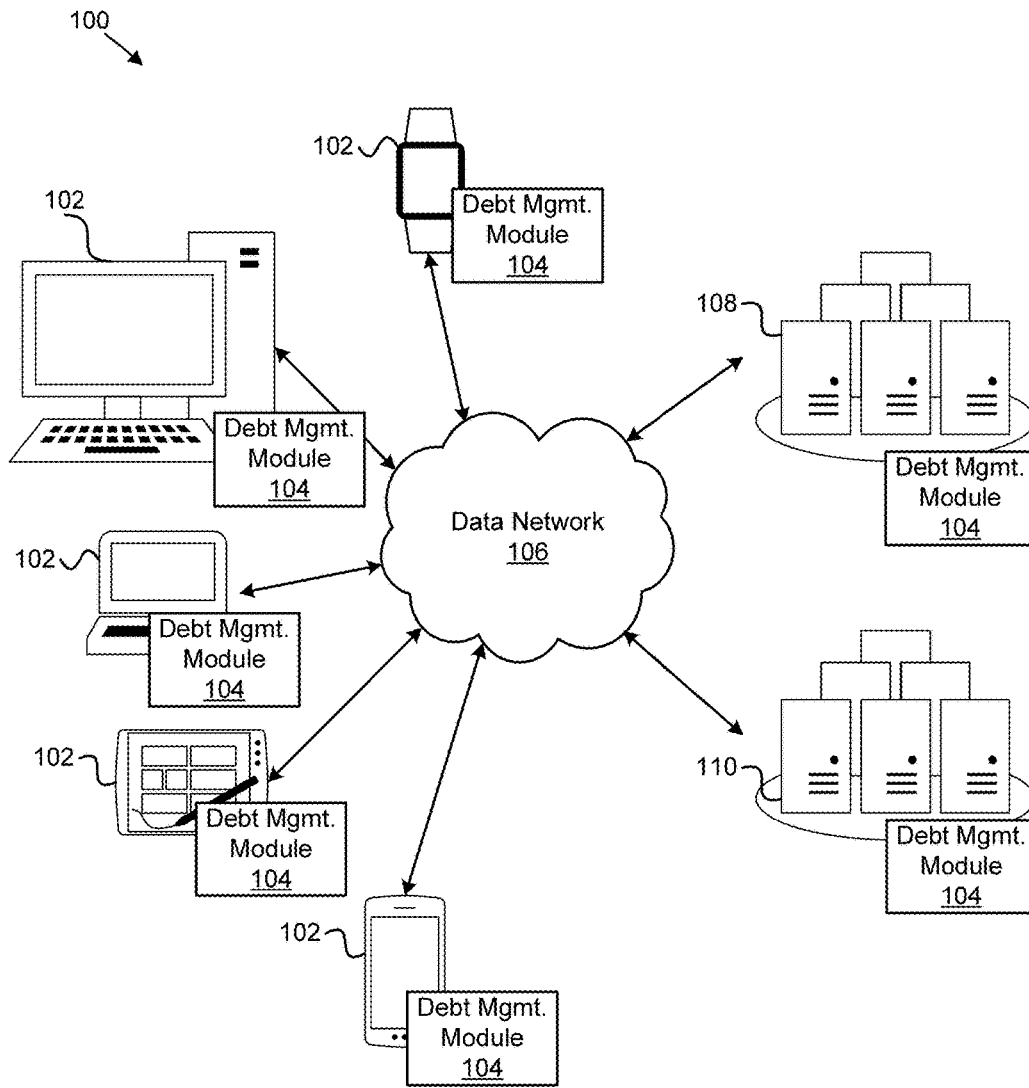 100
102
Debt Mgmt.
Module
104
102
Debt Mgmt.
Module
104
108
Debt Mgmt.
Module
104
Data Network
106
102
Debt Mgmt.
Module
104
102
Debt Mgmt.
Module
104
110
Debt Mgmt.
Module
104
102
Debt Mgmt.
Module
104